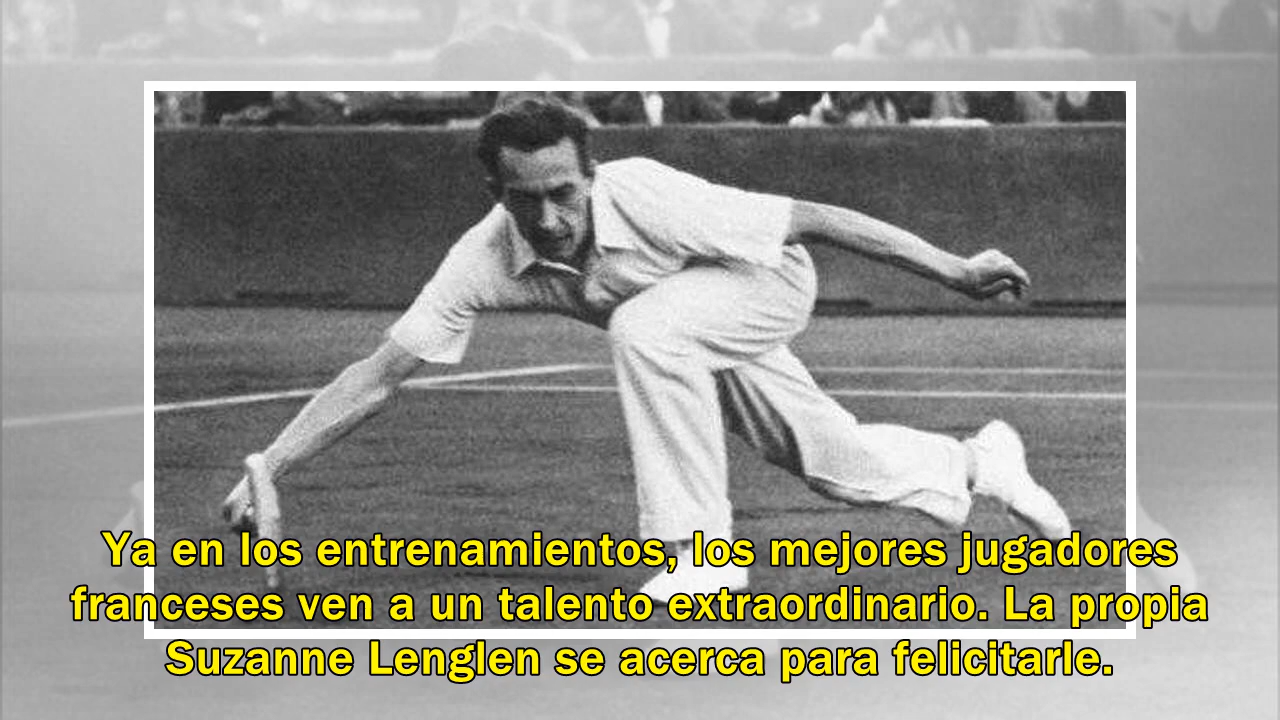 Ya en los entrenamientos, los mejores jugadores
franceses ven a un talento extraordinario. La propia
Suzanne Lenglen se acerca para felicitarle.